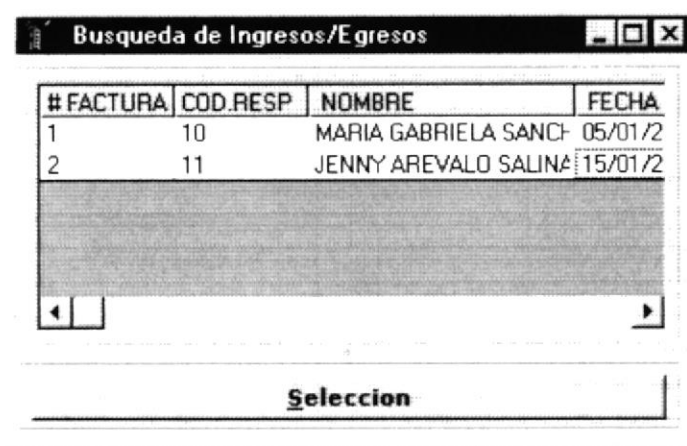 Busqueda de Ingresos/Egresos
# FACTURA COD.RESP NOMBRE FECHA
1 10 MARIA GABRIELA SANCH 05/01/2
2 11 JENNY AREVALO SALINA 15/01/2
Seleccion